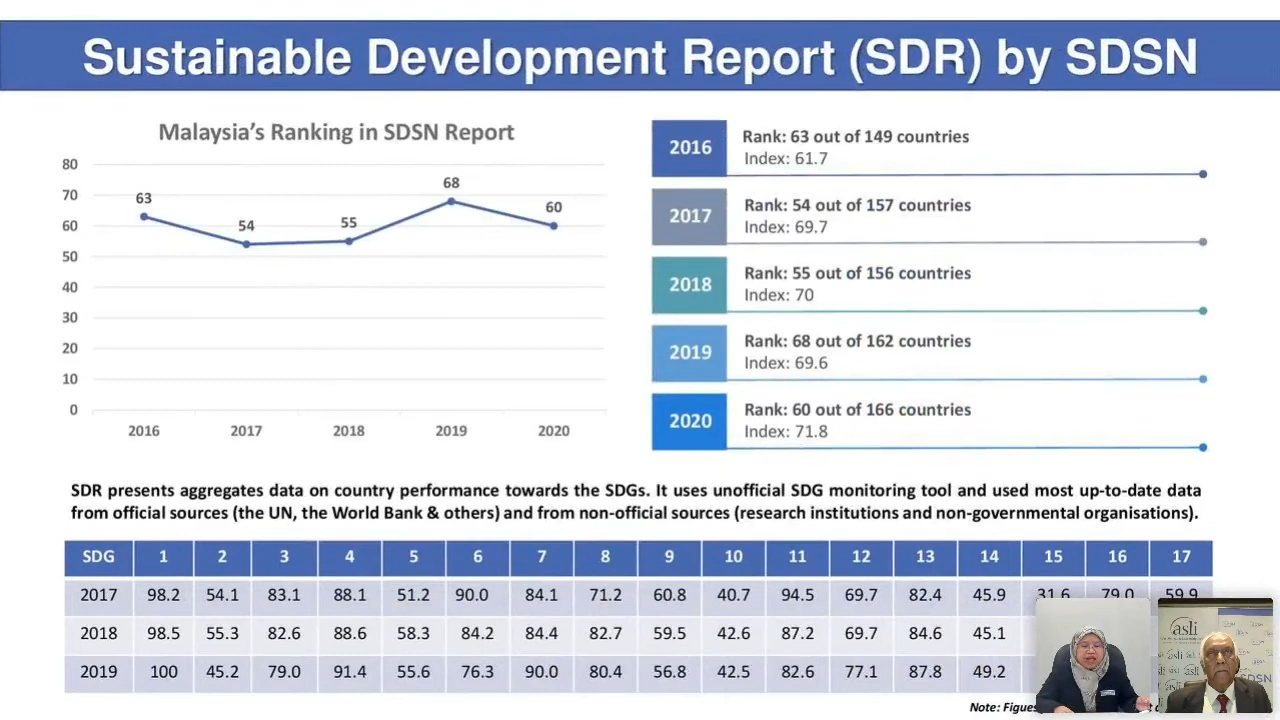 Sustainable Development Report (SDR) by SDSN
Malaysia's Ranking in SDSN Report
80
70
60
50
40
30
20
10
0
63
54
55
68
60
2016
2017
2018
2019
2020
2016
Rank: 63 out of 149 countries
Index: 61.7
2017
Rank: 54 out of 157 countries
Index: 69.7
2018
Rank: 55 out of 156 countries
Index: 70
2019
Rank: 68 out of 162 countries
Index: 69.6
2020
Rank: 60 out of 166 countries
Index: 71.8
SDR presents aggregates data on country performance towards the SDGs. It uses unofficial SDG monitoring tool and used most up-to-date data
from official sources (the UN, the World Bank & others) and from non-official sources (research institutions and non-governmental organisations).
SDG 1 2 3 4 5 6 7 8 9 10 11 12 13 14 15 16 17
2017 98.2 54.1 83.1 88.1 51.2 90.0 84.1 71.2 60.8 40.7 94.5 69.7 82.4 45.9 31.6 79.0 59.9
2018 98.5 55.3 82.6 88.6 58.3 84.2 84.4 82.7 59.5 42.6 87.2 69.7 84.6 45.1
2019 100 45.2 79.0 91.4 55.6 76.3 90.0 80.4 56.8 42.5 82.6 77.1 87.8 49.2
Note: Figues
asli